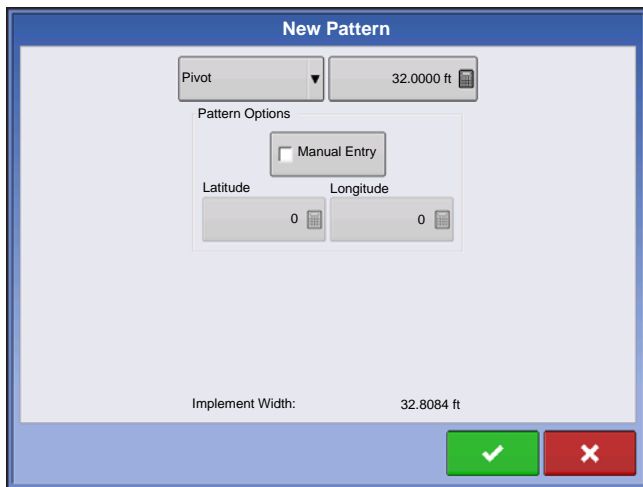 New Pattern
Pivot 32.0000 ft
Pattern Options
Manual Entry
Latitude Longitude
0 0
Implement Width: 32.8084 ft